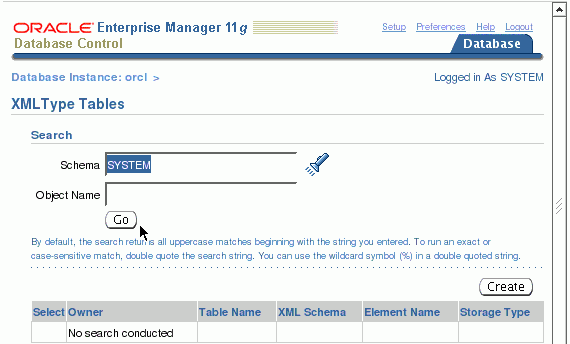 ORACLE Enterprise Manager 11g
Setup Preferences Help Logout
Database Control
Database
Database Instance: orcl >
Logged in As SYSTEM
XMLType Tables
Search
Schema SYSTEM
Object Name
Go
By default, the search returns all uppercase matches beginning with the string you entered. To run an exact or
case-sensitive match, double quote the search string. You can use the wildcard symbol (%) in a double quoted string.
Create
Select Owner Table Name XML Schema Element Name Storage Type
No search conducted